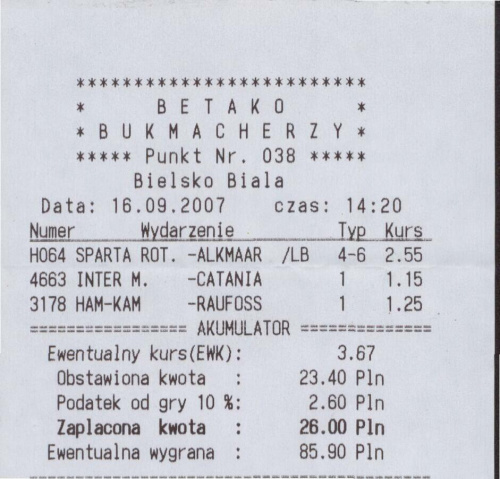 *************************
* B E T A K O *
* B U K M A C H E R Z Y *
***** Punkt Nr. 038 *****
Bielsko Biala
Data: 16.09.2007 czas: 14:20
Numer Wydarzenie Typ Kurs
H064 SPARTA ROT. -ALKMAAR /LB 4-6 2.55
4663 INTER M. -CATANIA 1 1.15
3178 HAM-KAM -RAUFOSS 1 1.25
================= AKUMULATOR ==============
Ewentualny kurs(EWK): 3.67
Obstawiona kwota : 23.40 Pln
Podatek od gry 10 %: 2.60 Pln
Zaplacona kwota : 26.00 Pln
Ewentualna wygrana : 85.90 Pln